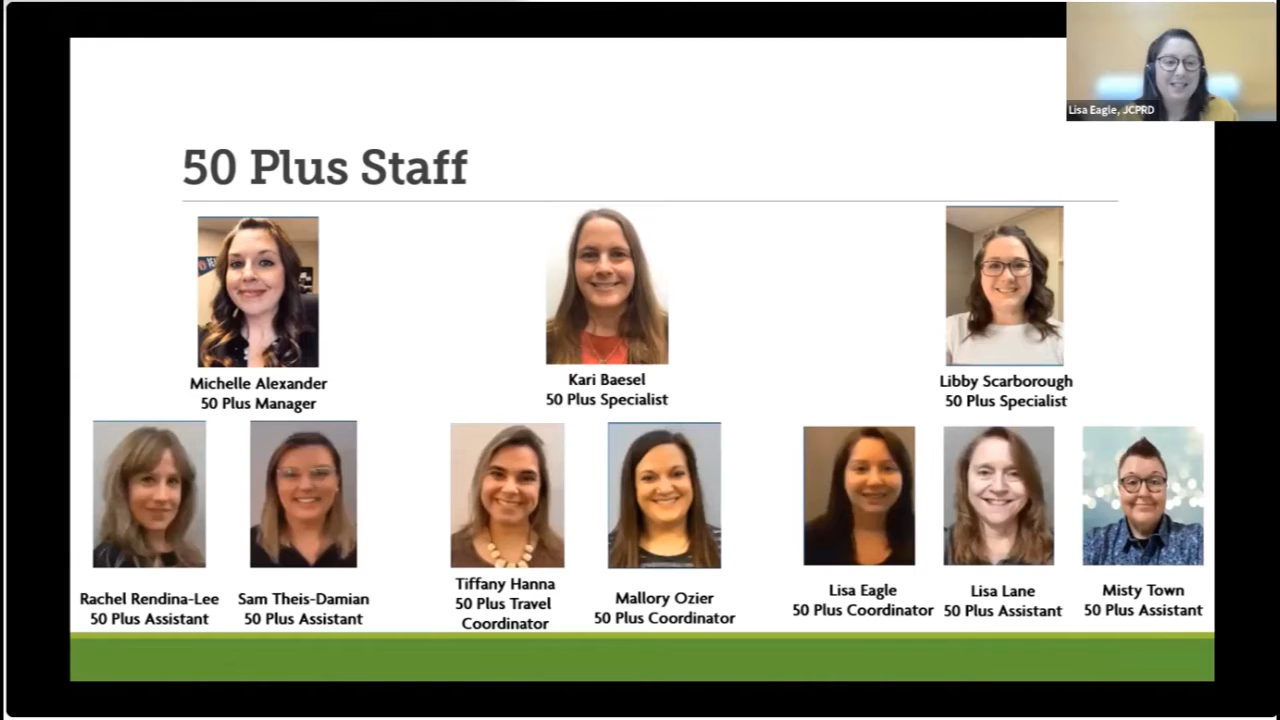 Lisa Eagle, JCPRD
50 Plus Staff
Michelle Alexander
50 Plus Manager
Kari Baesel
50 Plus Specialist
Libby Scarborough
50 Plus Specialist
Rachel Rendina-Lee
50 Plus Assistant
Sam Theis-Damian
50 Plus Assistant
Tiffany Hanna
50 Plus Travel
Coordinator
Mallory Ozier
50 Plus Coordinator
Lisa Eagle
50 Plus Coordinator
Lisa Lane
50 Plus Assistant
Misty Town
50 Plus Assistant